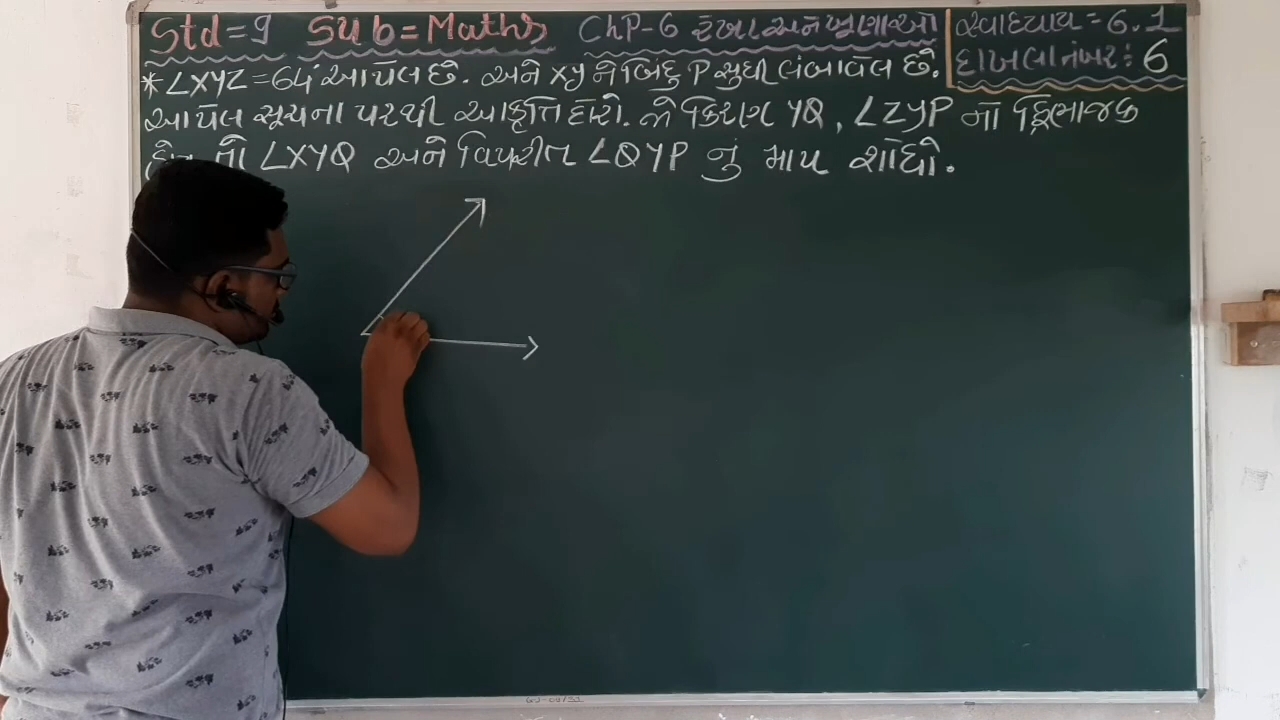 Std=9 Sub=Maths ChP-6 રેખા અને ખૂણાઓ
સ્વાધ્યાય = 6.1
દાખલા નંબર: 6
* ∠XYZ = 64° આપેલ છે. અને XY ને બિંદુ P સુધી લંબાવેલ છે.
આપેલ સૂચના પરથી આકૃતિ દોરો. જો કિરણ YQ, ∠ZYP નો દ્વિભાજક
તો ∠XYQ અને વિપરીત ∠QYP નું માપ શોધો.